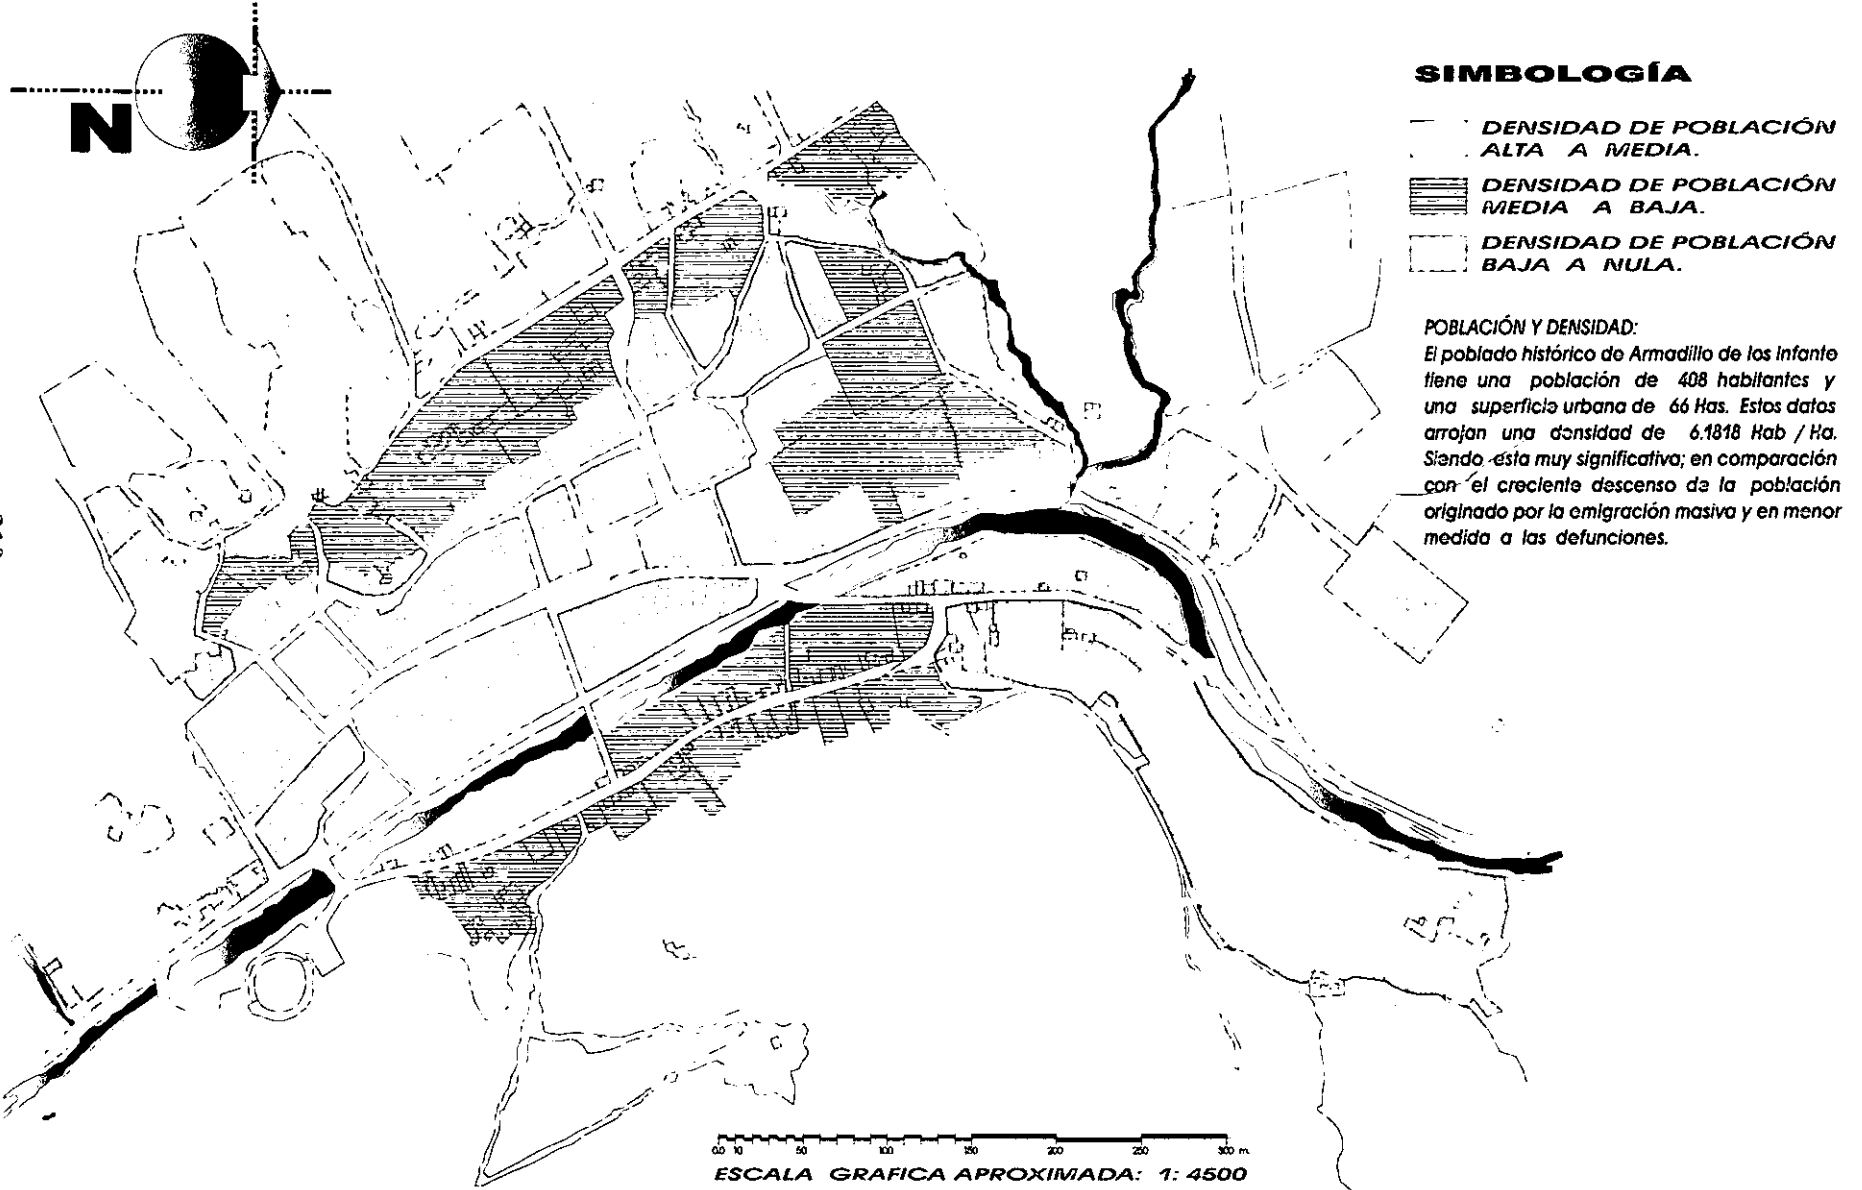 N
SIMBOLOGÍA
DENSIDAD DE POBLACIÓN
ALTA A MEDIA.
DENSIDAD DE POBLACIÓN
MEDIA A BAJA.
DENSIDAD DE POBLACIÓN
BAJA A NULA.
POBLACIÓN Y DENSIDAD:
El poblado histórico de Armadillo de los Infante
tiene una población de 408 habitantes y
una superficie urbana de 66 Has. Estos datos
arrojan una densidad de 6.1818 Hab / Ha.
Siendo esta muy significativa; en comparación
con el creciente descenso de la población
originado por la emigración masiva y en menor
medida a las defunciones.
0.0 10 50 100 150 200 250 300 m.
ESCALA GRAFICA APROXIMADA: 1: 4500